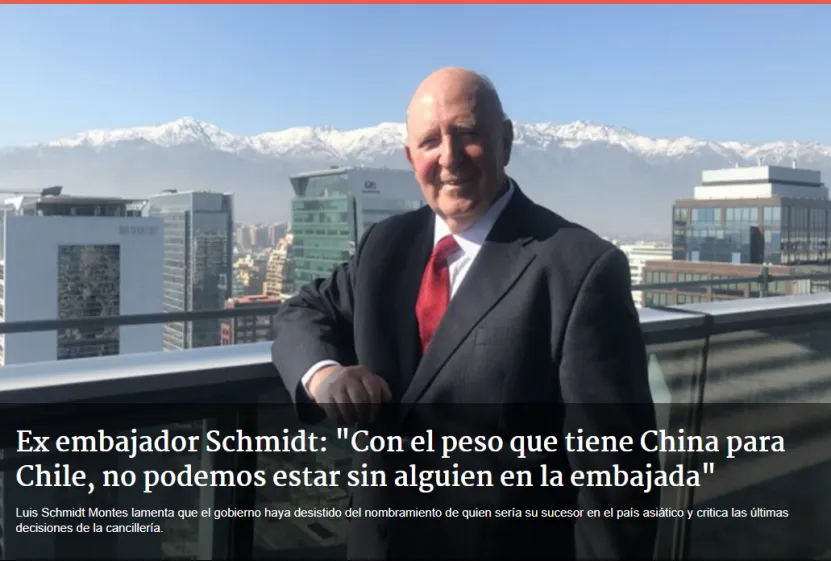 Ex embajador Schmidt: "Con el peso que tiene China para
Chile, no podemos estar sin alguien en la embajada"
Luis Schmidt Montes lamenta que el gobierno haya desistido del nombramiento de quien sería su sucesor en el país asiático y critica las últimas
decisiones de la cancillería.